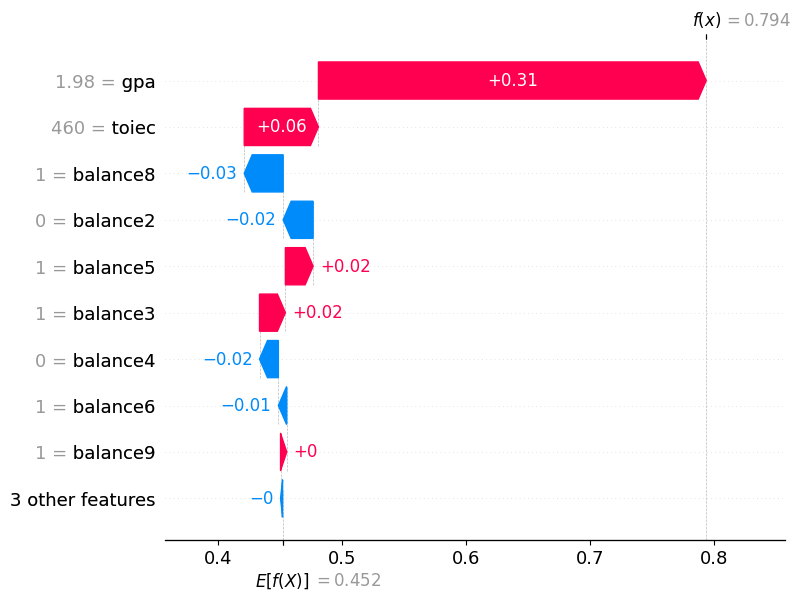 f(x) = 0.794
1.98 = gpa +0.31
460 = toiec +0.06
1 = balance8 −0.03
0 = balance2 −0.02
1 = balance5 +0.02
1 = balance3 +0.02
0 = balance4 −0.02
1 = balance6 −0.01
1 = balance9 +0
3 other features −0
0.4 0.5 0.6 0.7 0.8
E[f(X)] = 0.452